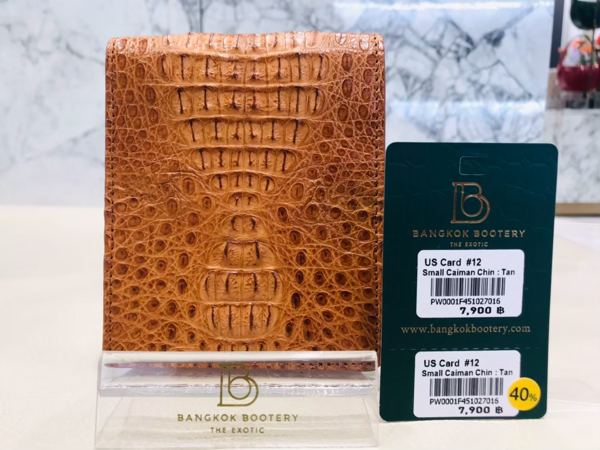 BANGKOK BOOTERY
THE EXOTIC
US Card #12
Small Caiman Chin : Tan
PW0001F451027016
7,900 ฿
www.bangkokbootery.com
US Card #12
Small Caiman Chin : Tan
PW0001F451027016
7,900 ฿
40%
B
BANGKOK BOOTERY
THE EXOTIC